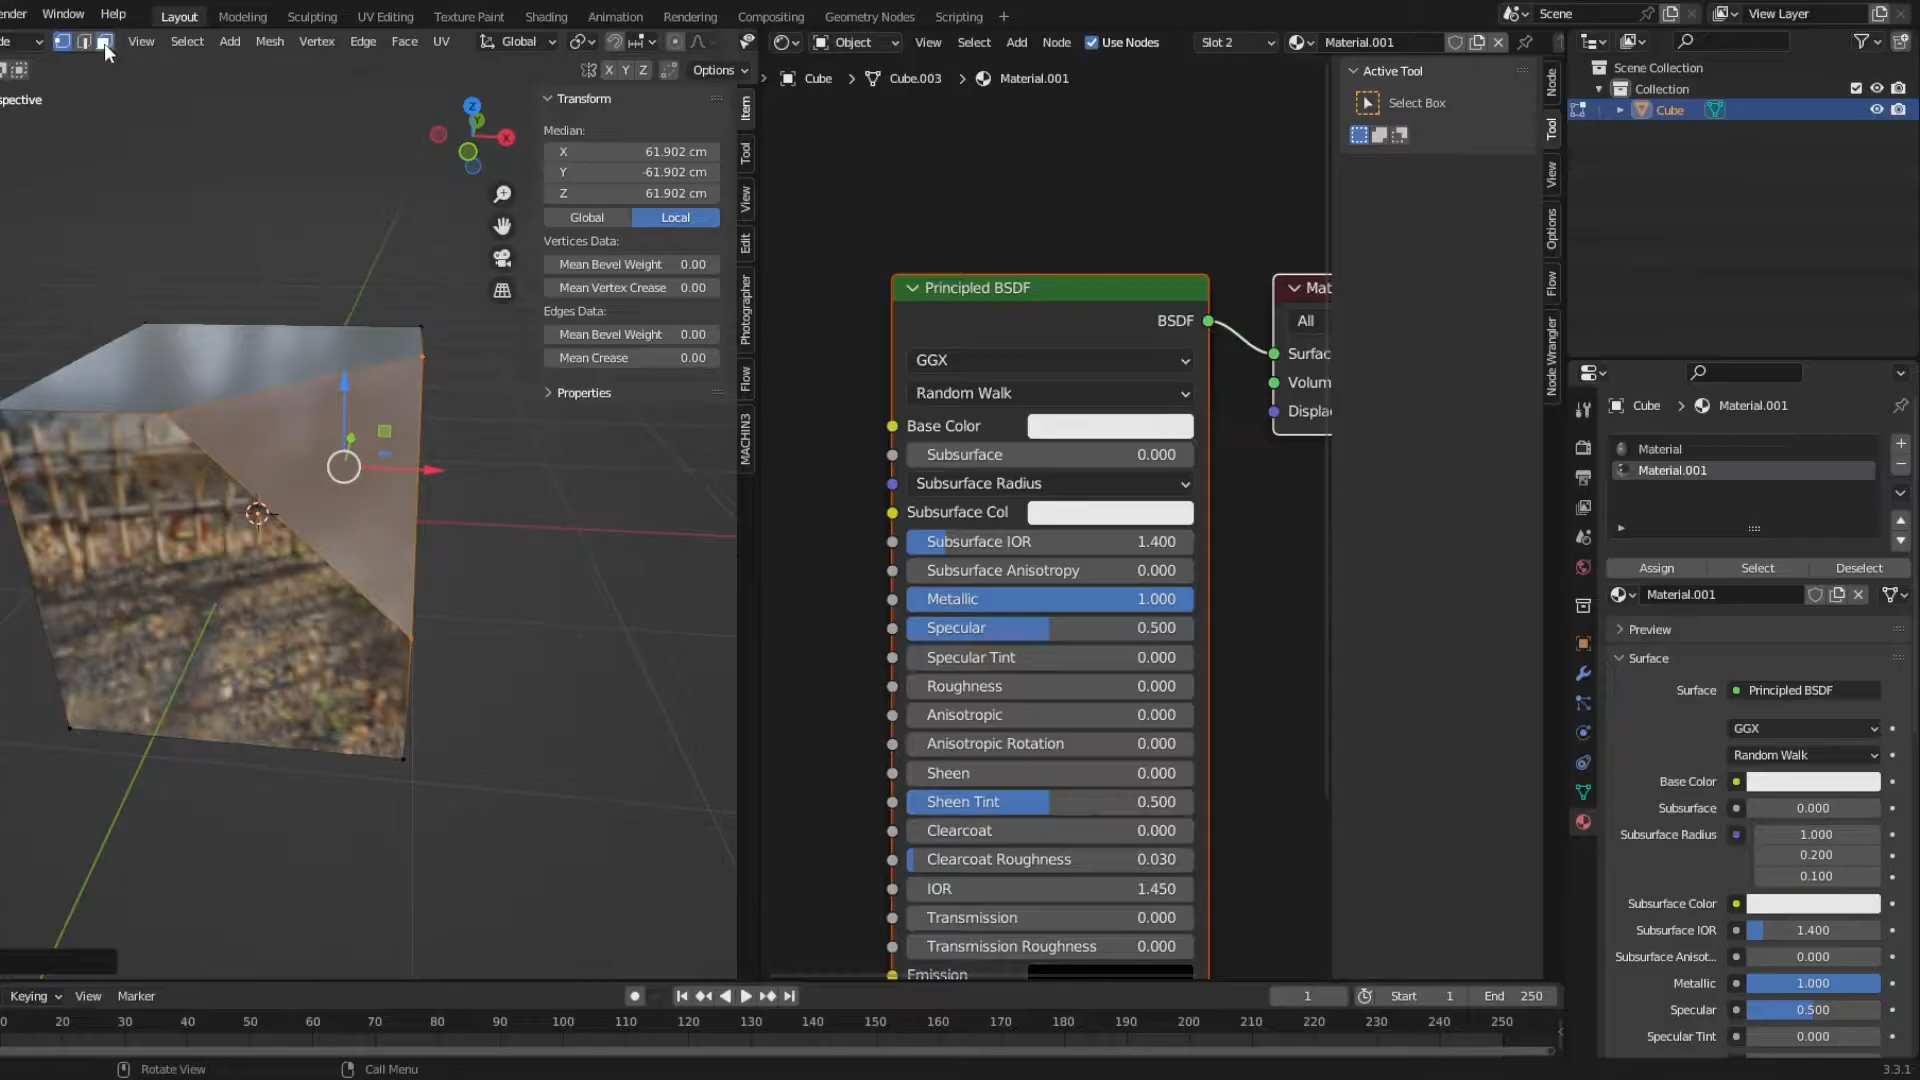 ender Window Help Layout Modeling Sculpting UV Editing Texture Paint Shading Animation Rendering Compositing Geometry Nodes Scripting + Scene View Layer
de View Select Add Mesh Vertex Edge Face UV Global Object View Select Add Node Use Nodes Slot 2 Material.001
X Y Z Options
Cube > Cube.003 > Material.001
spective
Z
Y
X
Transform
Median:
X 61.902 cm
Y -61.902 cm
Z 61.902 cm
Global Local
Vertices Data:
Mean Bevel Weight 0.00
Mean Vertex Crease 0.00
Edges Data:
Mean Bevel Weight 0.00
Mean Crease 0.00
Properties
Item
Tool
View
Edit
Photographer
Flow
MACHIN3
Principled BSDF
BSDF
GGX
Random Walk
Base Color
Subsurface 0.000
Subsurface Radius
Subsurface Col
Subsurface IOR 1.400
Subsurface Anisotropy 0.000
Metallic 1.000
Specular 0.500
Specular Tint 0.000
Roughness 0.000
Anisotropic 0.000
Anisotropic Rotation 0.000
Sheen 0.000
Sheen Tint 0.500
Clearcoat 0.000
Clearcoat Roughness 0.030
IOR 1.450
Transmission 0.000
Transmission Roughness 0.000
Emission
Mat
All
Surfac
Volum
Displa
Active Tool
Select Box
Node
Tool
View
Options
Flow
Node Wrangler
Scene Collection
Collection
Cube
Cube > Material.001
Material
Material.001
Assign Select Deselect
Material.001
Preview
Surface
Surface Principled BSDF
GGX
Random Walk
Base Color
Subsurface 0.000
Subsurface Radius 1.000
0.200
0.100
Subsurface Color
Subsurface IOR 1.400
Subsurface Anisot... 0.000
Metallic 1.000
Specular 0.500
Specular Tint 0.000
Keying View Marker 1 Start 1 End 250
0 20 30 40 50 60 70 80 90 100 110 120 130 140 150 160 170 180 190 200 210 220 230 240 250
Rotate View Call Menu 3.3.1